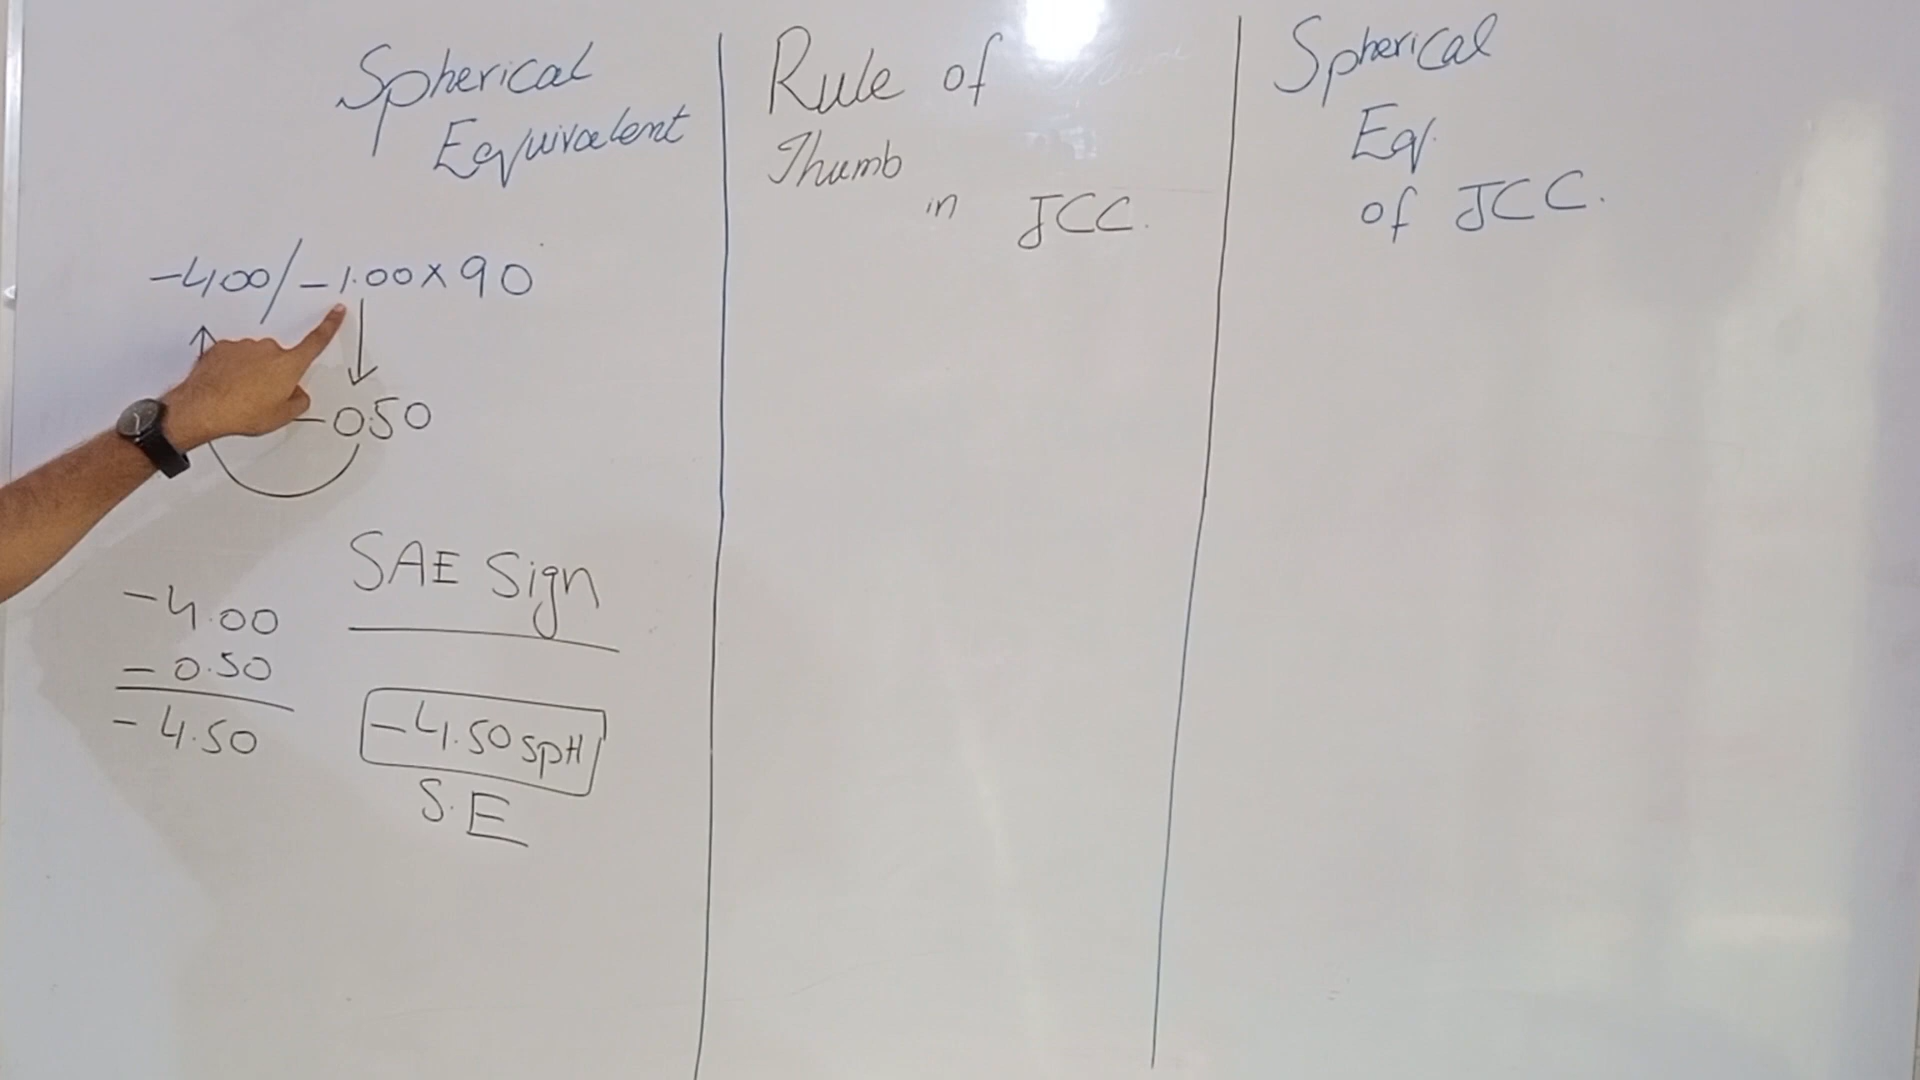 Spherical
Equivalent
-4.00/-1.00x90
-0.50
SAE Sign
-4.00
-0.50
-4.50
-4.50 SPH
S.E
Rule of
Thumb
in JCC.
Spherical
Eq.
of JCC.